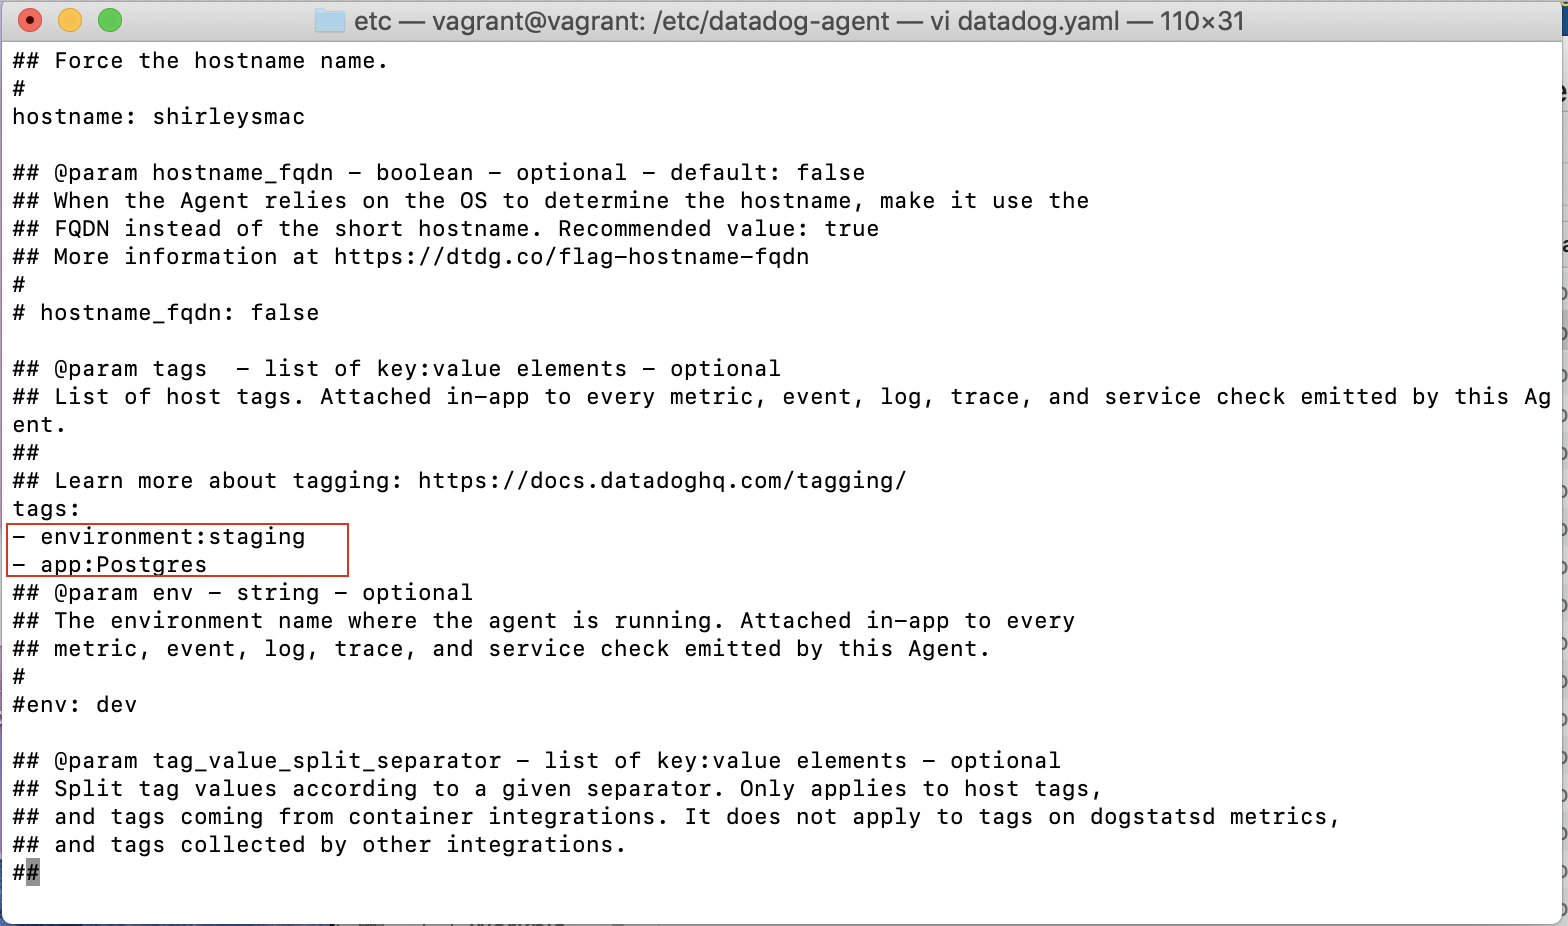 etc — vagrant@vagrant: /etc/datadog-agent — vi datadog.yaml — 110×31
## Force the hostname name.
#
hostname: shirleysmac
## @param hostname_fqdn - boolean - optional - default: false
## When the Agent relies on the OS to determine the hostname, make it use the
## FQDN instead of the short hostname. Recommended value: true
## More information at https://dtdg.co/flag-hostname-fqdn
#
# hostname_fqdn: false
## @param tags  - list of key:value elements - optional
## List of host tags. Attached in-app to every metric, event, log, trace, and service check emitted by this Ag
ent.
##
## Learn more about tagging: https://docs.datadoghq.com/tagging/
tags:
- environment:staging
- app:Postgres
## @param env - string - optional
## The environment name where the agent is running. Attached in-app to every
## metric, event, log, trace, and service check emitted by this Agent.
#
#env: dev
## @param tag_value_split_separator - list of key:value elements - optional
## Split tag values according to a given separator. Only applies to host tags,
## and tags coming from container integrations. It does not apply to tags on dogstatsd metrics,
## and tags collected by other integrations.
##